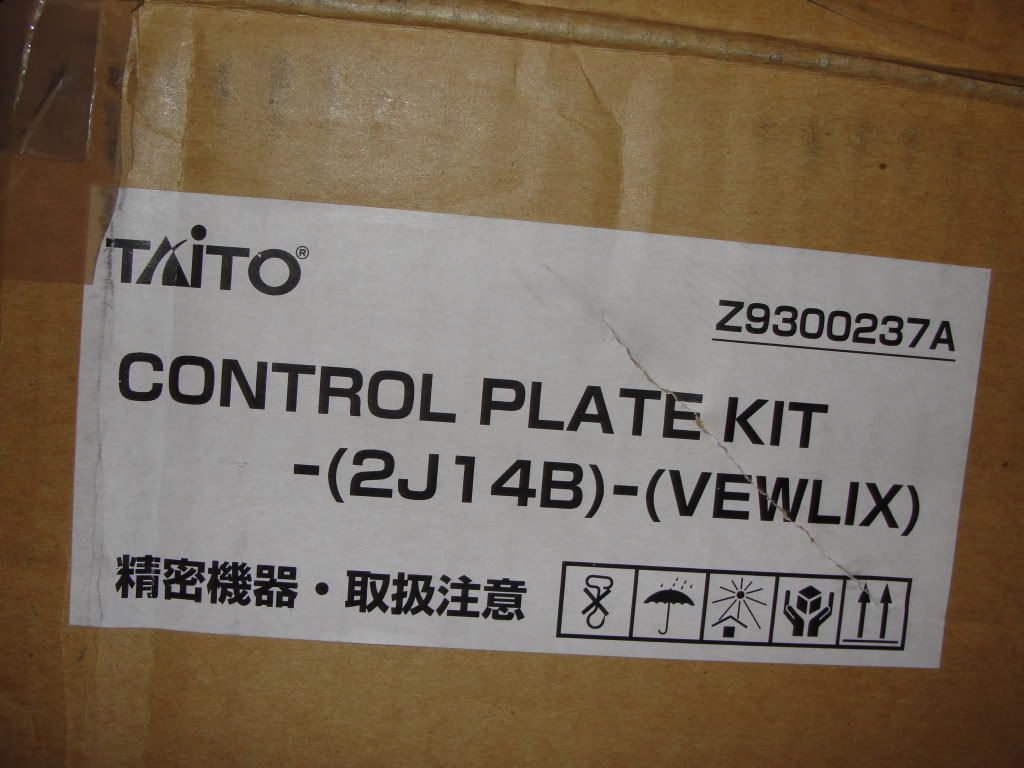 TAITO®
Z9300237A
CONTROL PLATE KIT
-(2J14B)-(VEWLIX)
精密機器・取扱注意